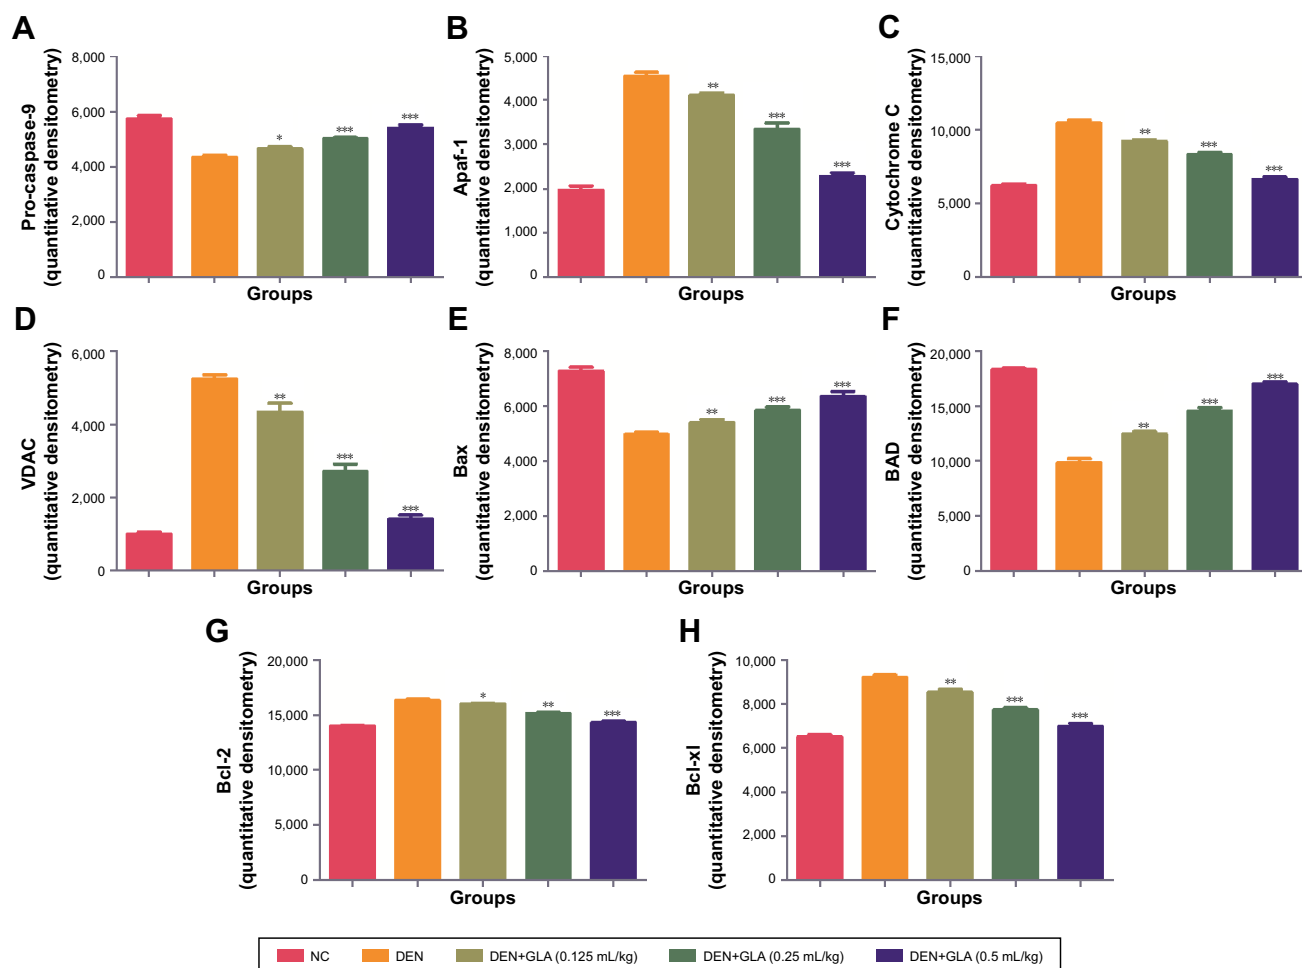 A
Pro-caspase-9
(quantitative densitometry)
8,000
6,000
4,000
2,000
0
*
***
***
Groups
B
Apaf-1
(quantitative densitometry)
5,000
4,000
3,000
2,000
1,000
0
**
***
***
Groups
C
Cytochrome C
(quantitative densitometry)
15,000
10,000
5,000
0
**
***
***
Groups
D
VDAC
(quantitative densitometry)
6,000
4,000
2,000
0
**
***
***
Groups
E
Bax
(quantitative densitometry)
8,000
6,000
4,000
2,000
0
**
***
***
Groups
F
BAD
(quantitative densitometry)
20,000
15,000
10,000
5,000
0
**
***
***
Groups
G
Bcl-2
(quantitative densitometry)
20,000
15,000
10,000
5,000
0
*
**
***
Groups
H
Bcl-xl
(quantitative densitometry)
10,000
8,000
6,000
4,000
2,000
0
**
***
***
Groups
NC
DEN
DEN+GLA (0.125 mL/kg)
DEN+GLA (0.25 mL/kg)
DEN+GLA (0.5 mL/kg)